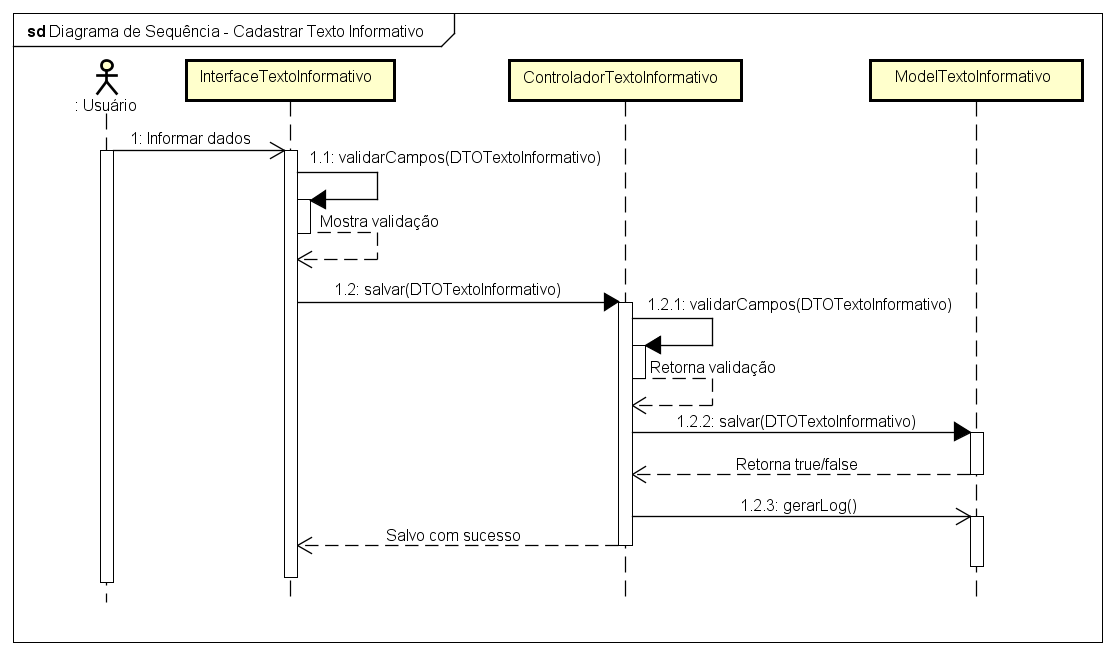 sd Diagrama de Sequência - Cadastrar Texto Informativo
: Usuário
InterfaceTextoInformativo
ControladorTextoInformativo
ModelTextoInformativo
1: Informar dados
1.1: validarCampos(DTOTextoInformativo)
Mostra validação
1.2: salvar(DTOTextoInformativo)
1.2.1: validarCampos(DTOTextoInformativo)
Retorna validação
1.2.2: salvar(DTOTextoInformativo)
Retorna true/false
1.2.3: gerarLog()
Salvo com sucesso